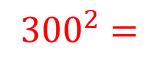 300² =